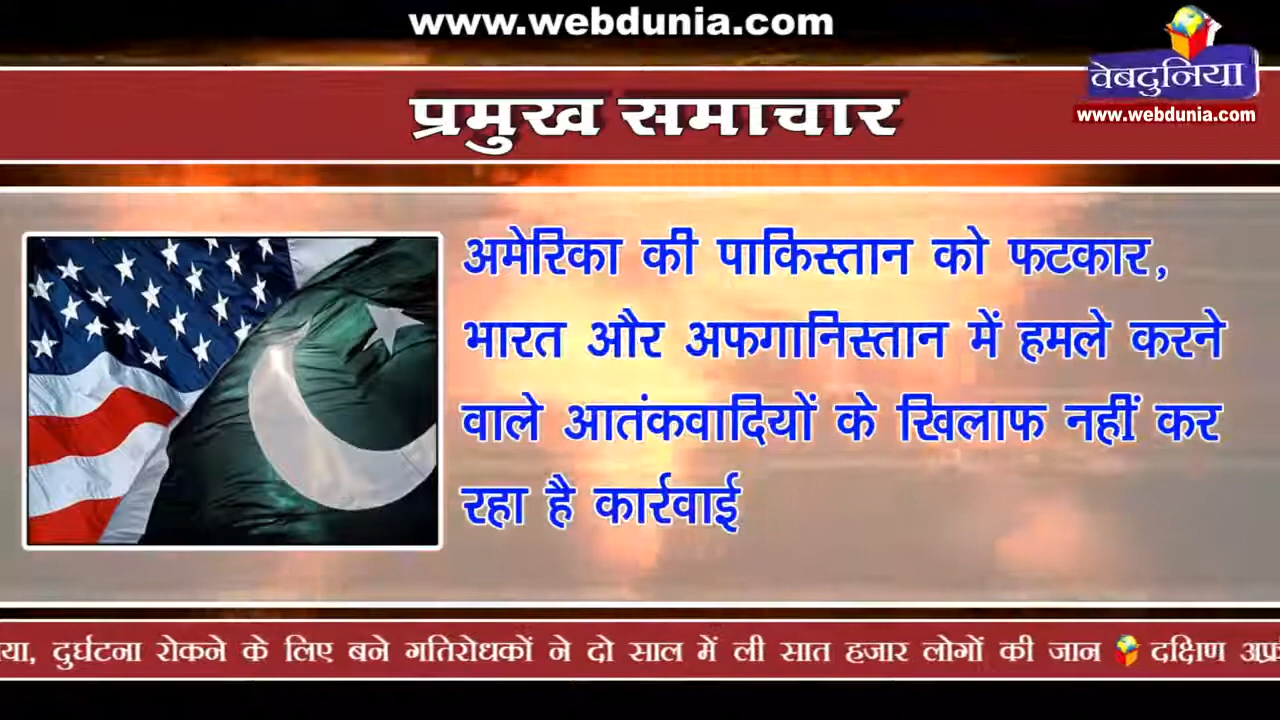 www.webdunia.com
वेबदुनिया
www.webdunia.com
प्रमुख समाचार
अमेरिका की पाकिस्तान को फटकार,
भारत और अफगानिस्तान में हमले करने
वाले आतंकवादियों के खिलाफ नहीं कर
रहा है कार्रवाई
दुर्घटना रोकने के लिए बने गतिरोधकों ने दो साल में ली सात हजार लोगों की जान दक्षिण